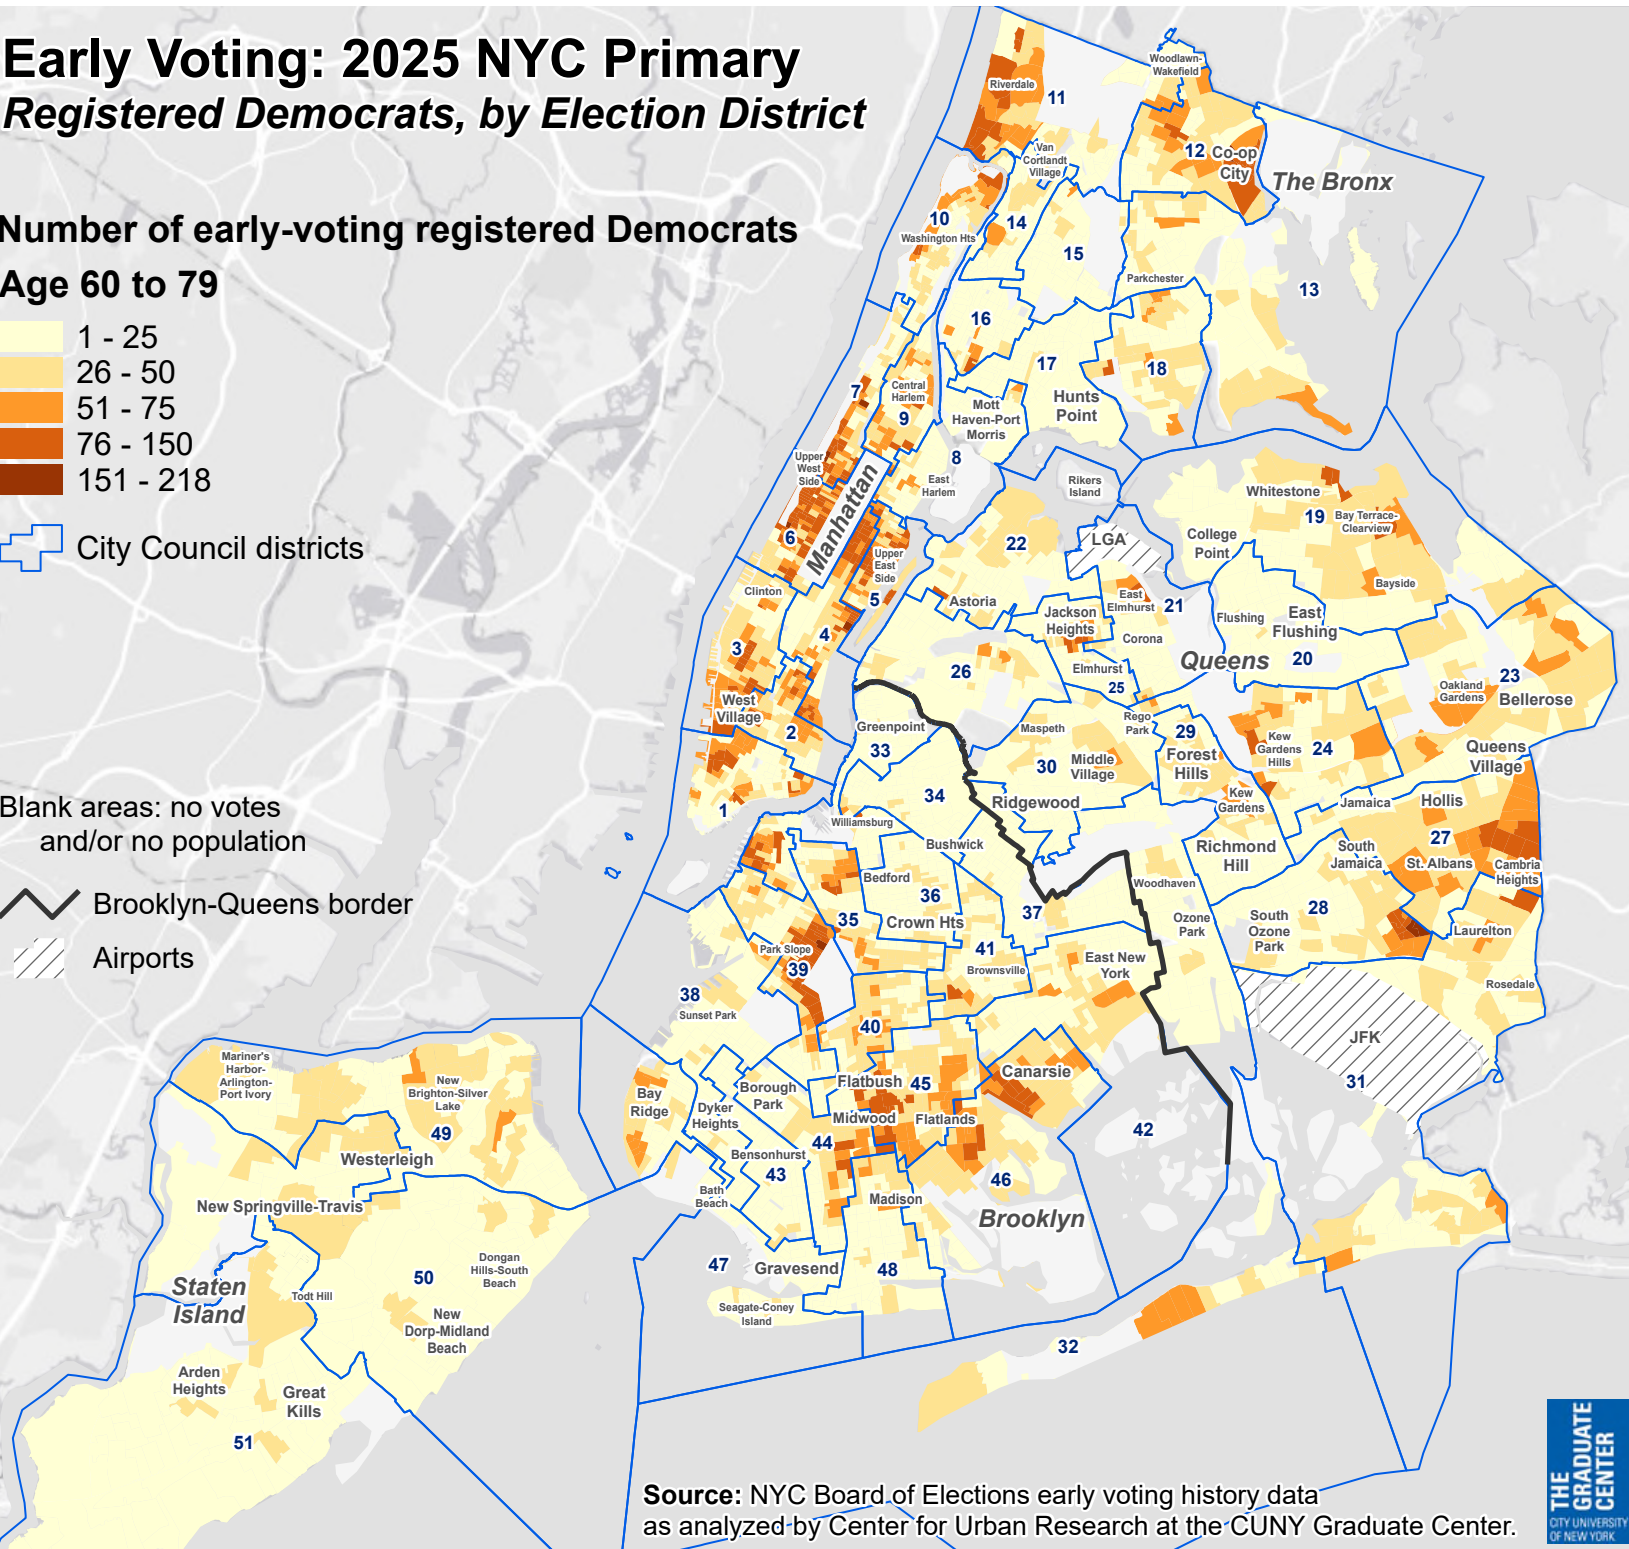 Early Voting: 2025 NYC Primary
Registered Democrats, by Election District
Number of early-voting registered Democrats
Age 60 to 79
1 - 25
26 - 50
51 - 75
76 - 150
151 - 218
City Council districts
Blank areas: no votes
and/or no population
Brooklyn-Queens border
Airports
Woodlawn-
Wakefield
Riverdale
11
Van
Cortlandt
Village
12
Co-op
City
The Bronx
10
Washington Hts
14
15
Parkchester
13
16
17
18
7
Central
Harlem
9
Mott
Haven-Port
Morris
Hunts
Point
8
Upper
West
Side
Manhattan
East
Harlem
Rikers
Island
Whitestone
19
Bay Terrace-
Clearview
6
5
Upper
East
Side
22
LGA
College
Point
Bayside
Clinton
Astoria
East
Elmhurst
21
Jackson
Heights
Corona
Flushing
East
Flushing
4
3
26
Elmhurst
25
Queens
20
23
Oakland
Gardens
Bellerose
West
Village
2
Greenpoint
33
Maspeth
Rego
Park
29
Forest
Hills
Kew
Gardens
Hills
24
Queens
Village
30
Middle
Village
1
34
Ridgewood
Kew
Gardens
Jamaica
Hollis
Williamsburg
Bushwick
Richmond
Hill
South
Jamaica
27
St. Albans
Cambria
Heights
Bedford
36
Crown Hts
35
37
Woodhaven
Ozone
Park
South
Ozone
Park
28
Laurelton
Park Slope
39
41
Brownsville
East New
York
Rosedale
38
Sunset Park
40
JFK
31
Mariner's
Harbor-
Arlington-
Port Ivory
New
Brighton-Silver
Lake
49
Westerleigh
Bay
Ridge
Borough
Park
Dyker
Heights
Flatbush
45
Canarsie
Midwood
Flatlands
42
44
Bensonhurst
43
Bath
Beach
Madison
46
Brooklyn
New Springville-Travis
Dongan
Hills-South
Beach
50
Staten
Island
Todt Hill
New
Dorp-Midland
Beach
47
Gravesend
48
Seagate-Coney
Island
32
Arden
Heights
Great
Kills
51
Source: NYC Board of Elections early voting history data
as analyzed by Center for Urban Research at the CUNY Graduate Center.
THE
GRADUATE
CENTER
CITY UNIVERSITY
OF NEW YORK